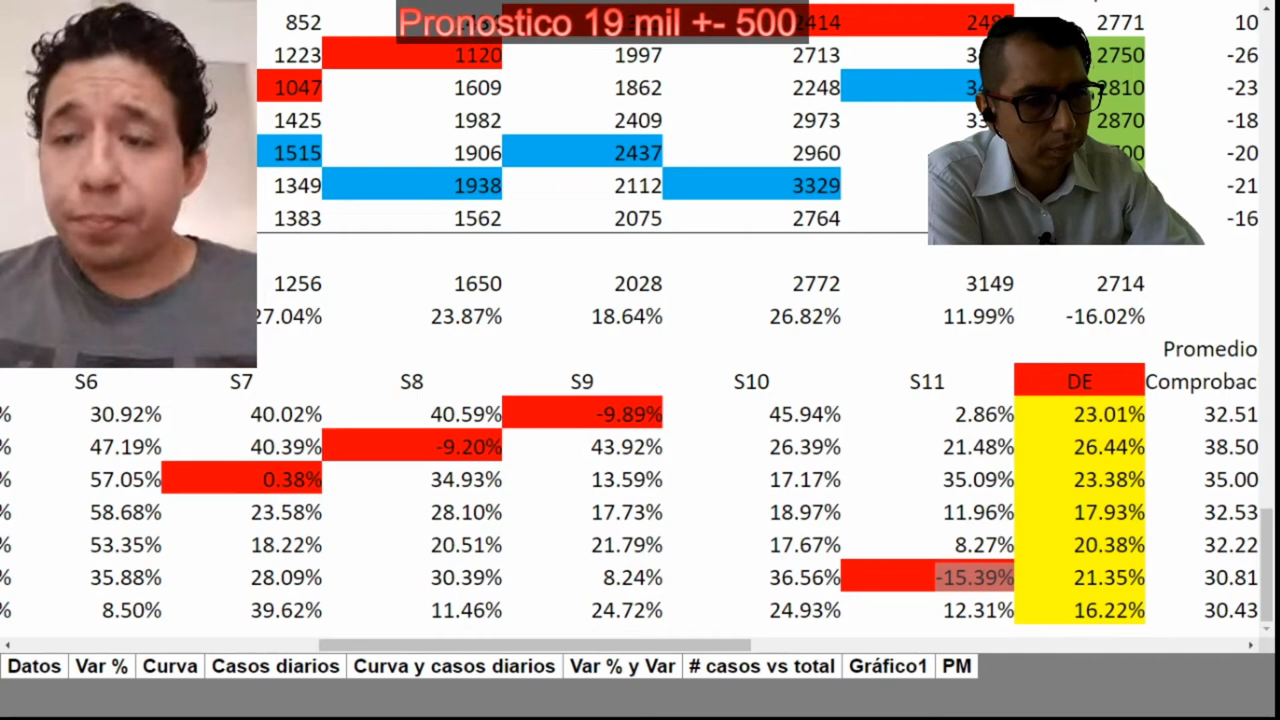 Pronostico 19 mil +- 500
852 2414 2771 10
1223 1120 1997 2713 2750 -26
1047 1609 1862 2248 2810 -23
1425 1982 2409 2973 2870 -18
1515 1906 2437 2960 -20
1349 1938 2112 3329 -21
1383 1562 2075 2764 -16
1256 1650 2028 2772 3149 2714
27.04% 23.87% 18.64% 26.82% 11.99% -16.02%
Promedio
S6 S7 S8 S9 S10 S11 DE Comprobac
% 30.92% 40.02% 40.59% -9.89% 45.94% 2.86% 23.01% 32.51
% 47.19% 40.39% -9.20% 43.92% 26.39% 21.48% 26.44% 38.50
% 57.05% 0.38% 34.93% 13.59% 17.17% 35.09% 23.38% 35.00
% 58.68% 23.58% 28.10% 17.73% 18.97% 11.96% 17.93% 32.53
% 53.35% 18.22% 20.51% 21.79% 17.67% 8.27% 20.38% 32.22
% 35.88% 28.09% 30.39% 8.24% 36.56% -15.39% 21.35% 30.81
% 8.50% 39.62% 11.46% 24.72% 24.93% 12.31% 16.22% 30.43
Datos Var % Curva Casos diarios Curva y casos diarios Var % y Var # casos vs total Gráfico1 PM